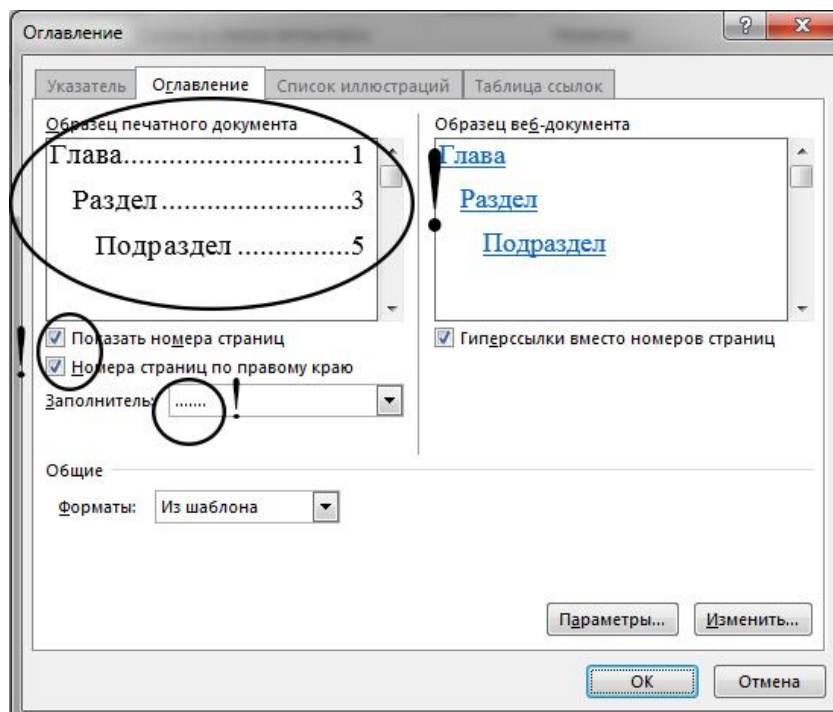 Оглавление
Указатель Оглавление Список иллюстраций Таблица ссылок
Образец печатного документа
Глава..............................1
Раздел..........................3
Подраздел ...............5
Образец веб-документа
Глава
Раздел
Подраздел
!
Показать номера страниц
! Номера страниц по правому краю
Заполнитель: ....... !
Гиперссылки вместо номеров страниц
Общие
Форматы: Из шаблона
Параметры... Изменить...
ОК Отмена